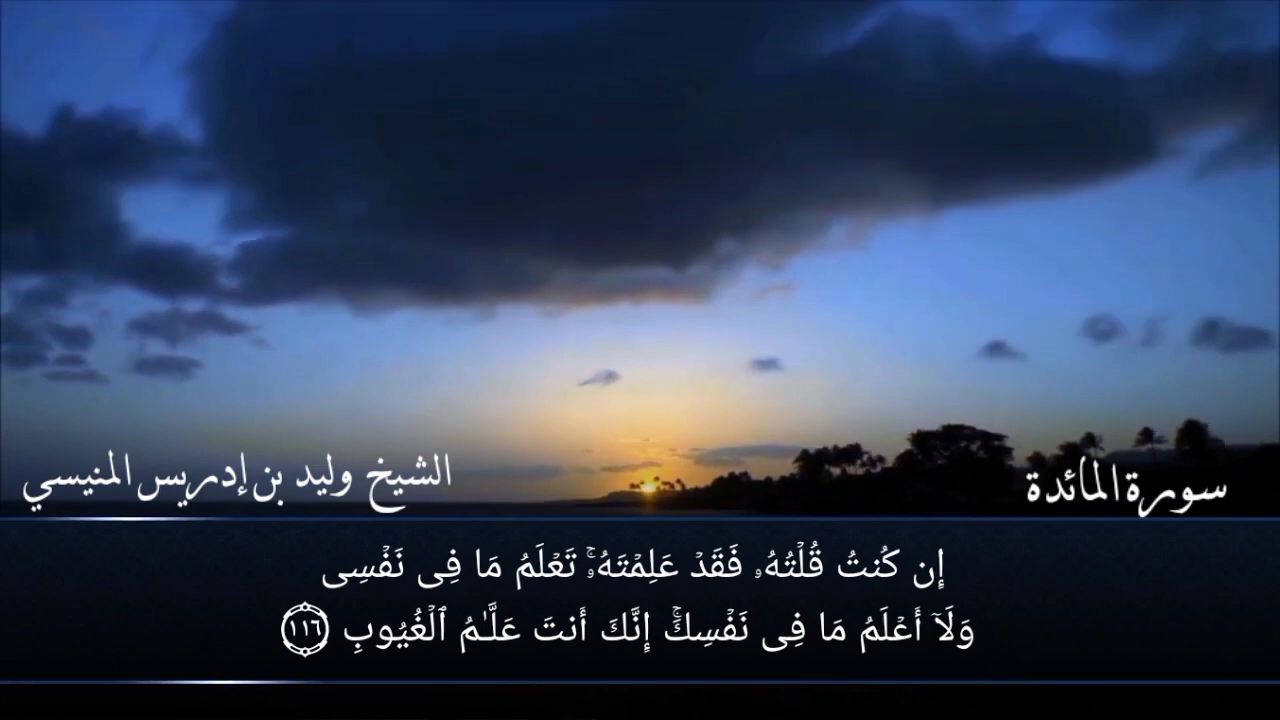 سورة المائدة
الشيخ وليد بن إدريس المنيسي
إِن كُنتُ قُلْتُهُۥ فَقَدْ عَلِمْتَهُۥ ۚ تَعْلَمُ مَا فِى نَفْسِى
وَلَآ أَعْلَمُ مَا فِى نَفْسِكَ ۚ إِنَّكَ أَنتَ عَلَّـٰمُ ٱلْغُيُوبِ ١١٦